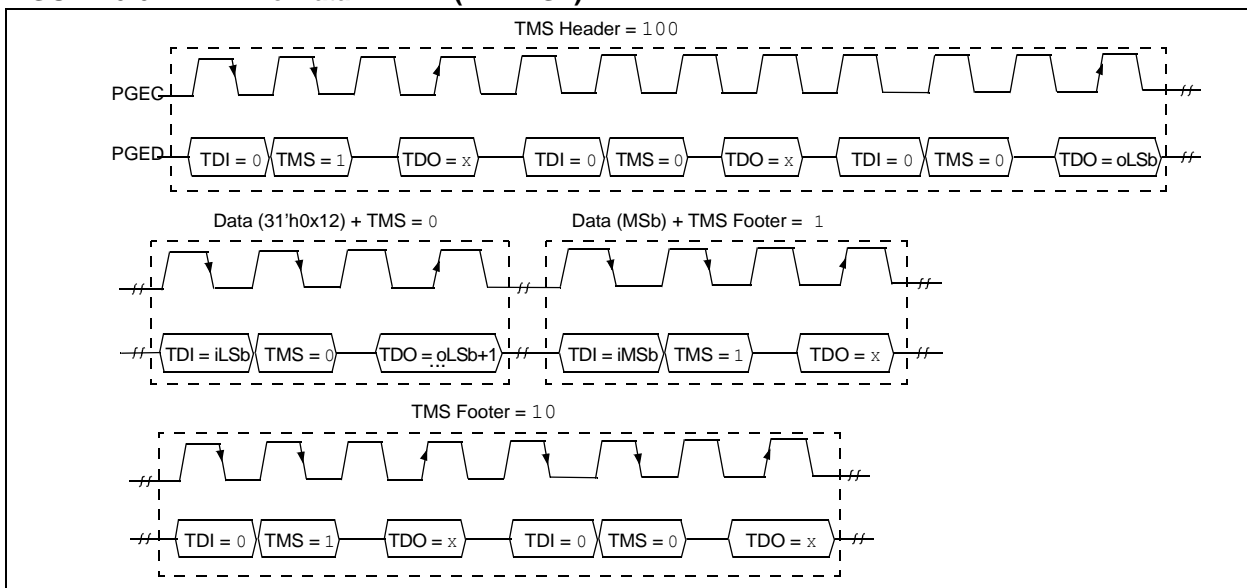 TMS Header = 100
PGEC
PGED
TDI = 0 TMS = 1 TDO = x TDI = 0 TMS = 0 TDO = x TDI = 0 TMS = 0 TDO = oLSb
Data (31'h0x12) + TMS = 0 Data (MSb) + TMS Footer = 1
TDI = iLSb TMS = 0 TDO = oLSb+1 TDI = iMSb TMS = 1 TDO = x
...
TMS Footer = 10
TDI = 0 TMS = 1 TDO = x TDI = 0 TMS = 0 TDO = x